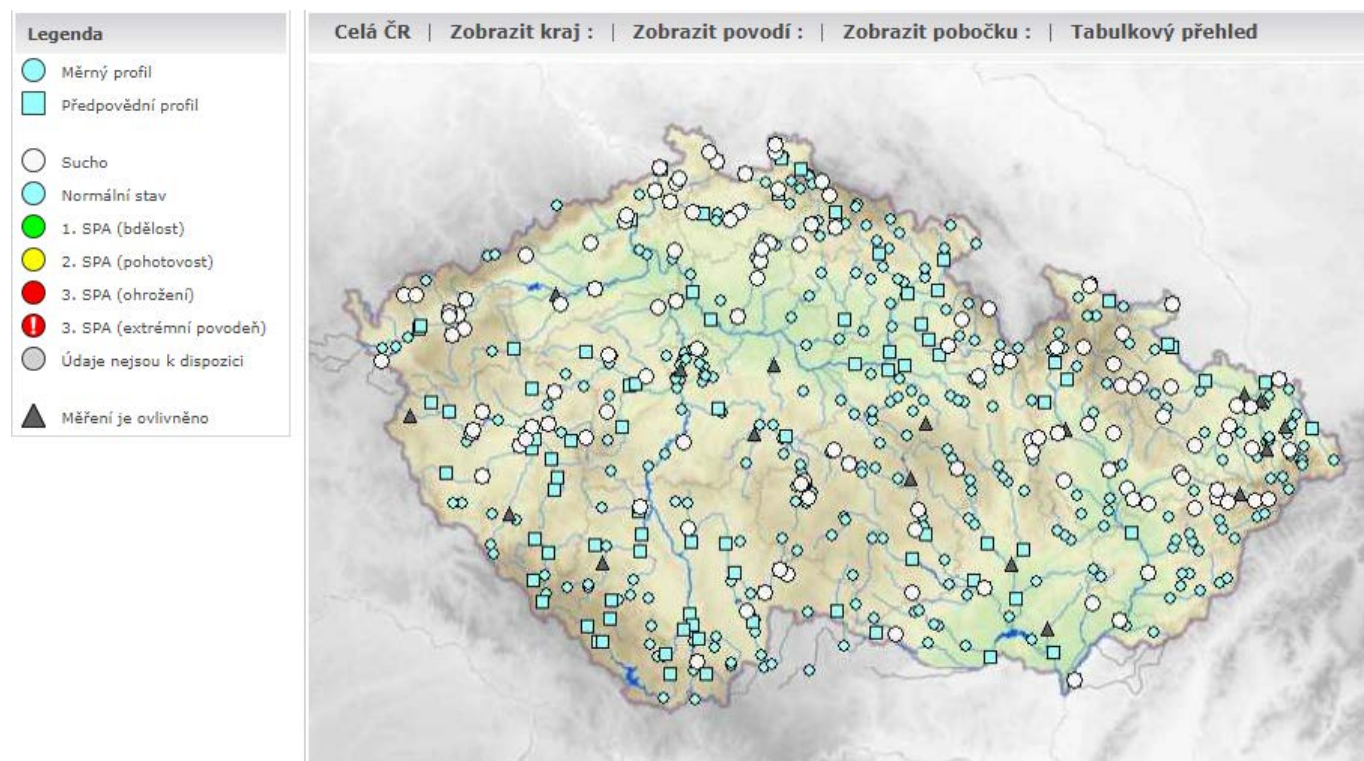 Legenda
Měrný profil
Předpovědní profil
Sucho
Normální stav
1. SPA (bdělost)
2. SPA (pohotovost)
3. SPA (ohrožení)
3. SPA (extrémní povodeň)
Údaje nejsou k dispozici
Měření je ovlivněno
Celá ČR | Zobrazit kraj : | Zobrazit povodí : | Zobrazit pobočku : | Tabulkový přehled